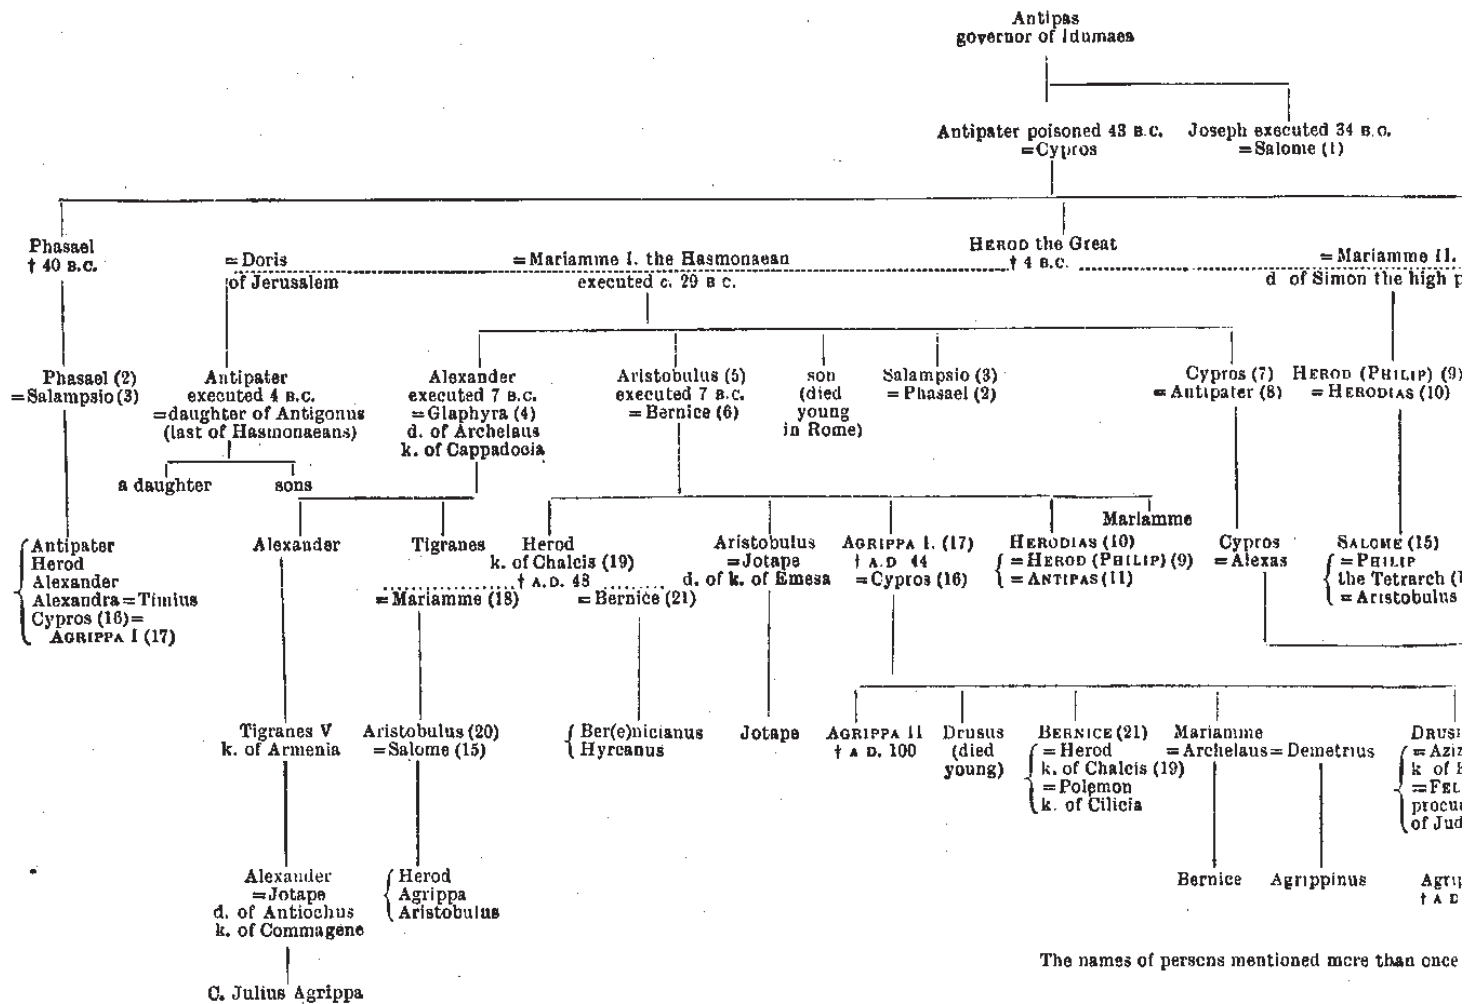 Antipas
governor of Idumaea
Antipater poisoned 43 B.C.
=Cypros
Joseph executed 34 B.C.
=Salome (1)
Phasael
† 40 B.C.
=Doris
of Jerusalem
=Mariamme I. the Hasmonaean
executed c. 29 B C.
HEROD the Great
† 4 B.C.
=Mariamme II.
d of Simon the high p
Phasael (2)
=Salampsio (3)
Antipater
executed 4 B.C.
=daughter of Antigonus
(last of Hasmonaeans)
Alexander
executed 7 B.C.
=Glaphyra (4)
d. of Archelaus
k. of Cappadocia
Aristobulus (5)
executed 7 B.C.
=Bernice (6)
son
(died
young
in Rome)
Salampsio (3)
=Phasael (2)
Cypros (7)
=Antipater (8)
HEROD (PHILIP) (9)
=HERODIAS (10)
a daughter
sons
Antipater
Herod
Alexander
Alexandra=Timius
Cypros (16)=
AGRIPPA I (17)
Alexander
Tigranes
Herod
k. of Chalcis (19)
† A.D. 48
=Mariamme (18)
=Bernice (21)
Aristobulus
=Jotape
d. of k. of Emesa
AGRIPPA I. (17)
† A.D 44
=Cypros (16)
HERODIAS (10)
=HEROD (PHILIP) (9)
=ANTIPAS (11)
Mariamme
Cypros
=Alexas
SALOME (15)
=PHILIP
the Tetrarch (
=Aristobulus
Tigranes V
k. of Armenia
Aristobulus (20)
=Salome (15)
Ber(e)nicianus
Hyrcanus
Jotape
AGRIPPA II
† A D. 100
Drusus
(died
young)
BERNICE (21)
=Herod
k. of Chalcis (19)
=Polemon
k. of Cilicia
Mariamme
=Archelaus=Demetrius
DRUSI
=Aziz
k of E
=FEL
procu
of Jud
Alexander
=Jotape
d. of Antiochus
k. of Commagene
Herod
Agrippa
Aristobulus
Bernice
Agrippinus
Agrip
† A D
C. Julius Agrippa
The names of persons mentioned more than once